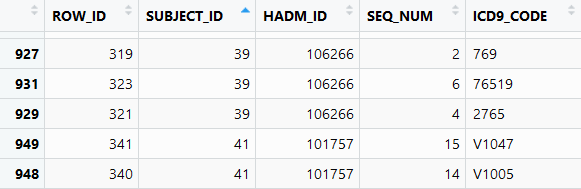 ROW_ID SUBJECT_ID HADM_ID SEQ_NUM ICD9_CODE
927 319 39 106266 2 769
931 323 39 106266 6 76519
929 321 39 106266 4 2765
949 341 41 101757 15 V1047
948 340 41 101757 14 V1005